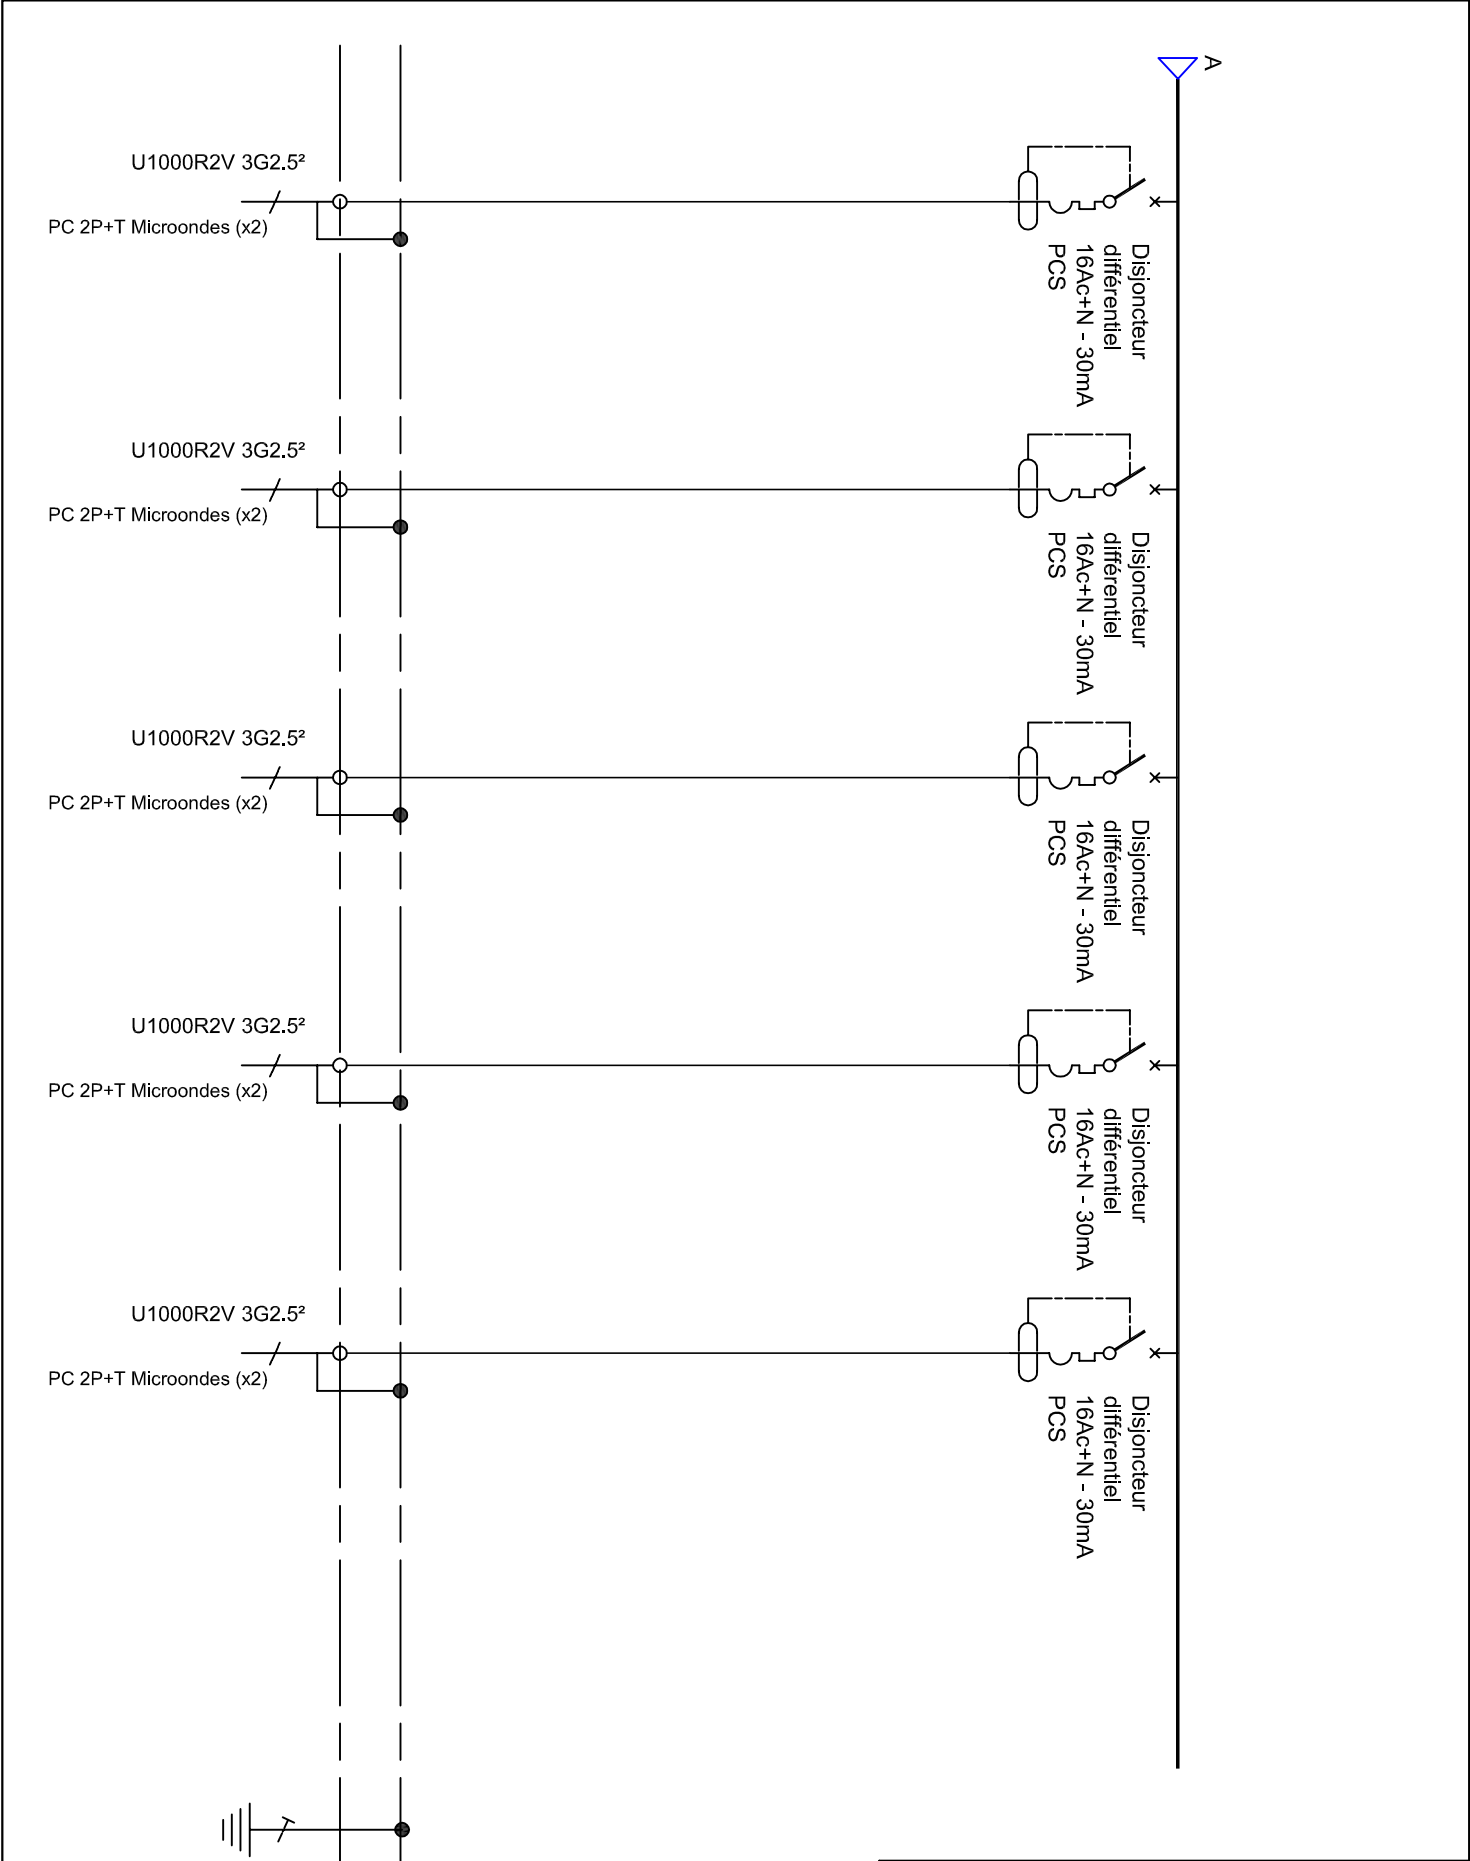 A
U1000R2V 3G2.5²
PC 2P+T Microondes (x2)
Disjoncteur
différentiel
16Ac+N - 30mA
PCS
U1000R2V 3G2.5²
PC 2P+T Microondes (x2)
Disjoncteur
différentiel
16Ac+N - 30mA
PCS
U1000R2V 3G2.5²
PC 2P+T Microondes (x2)
Disjoncteur
différentiel
16Ac+N - 30mA
PCS
U1000R2V 3G2.5²
PC 2P+T Microondes (x2)
Disjoncteur
différentiel
16Ac+N - 30mA
PCS
U1000R2V 3G2.5²
PC 2P+T Microondes (x2)
Disjoncteur
différentiel
16Ac+N - 30mA
PCS